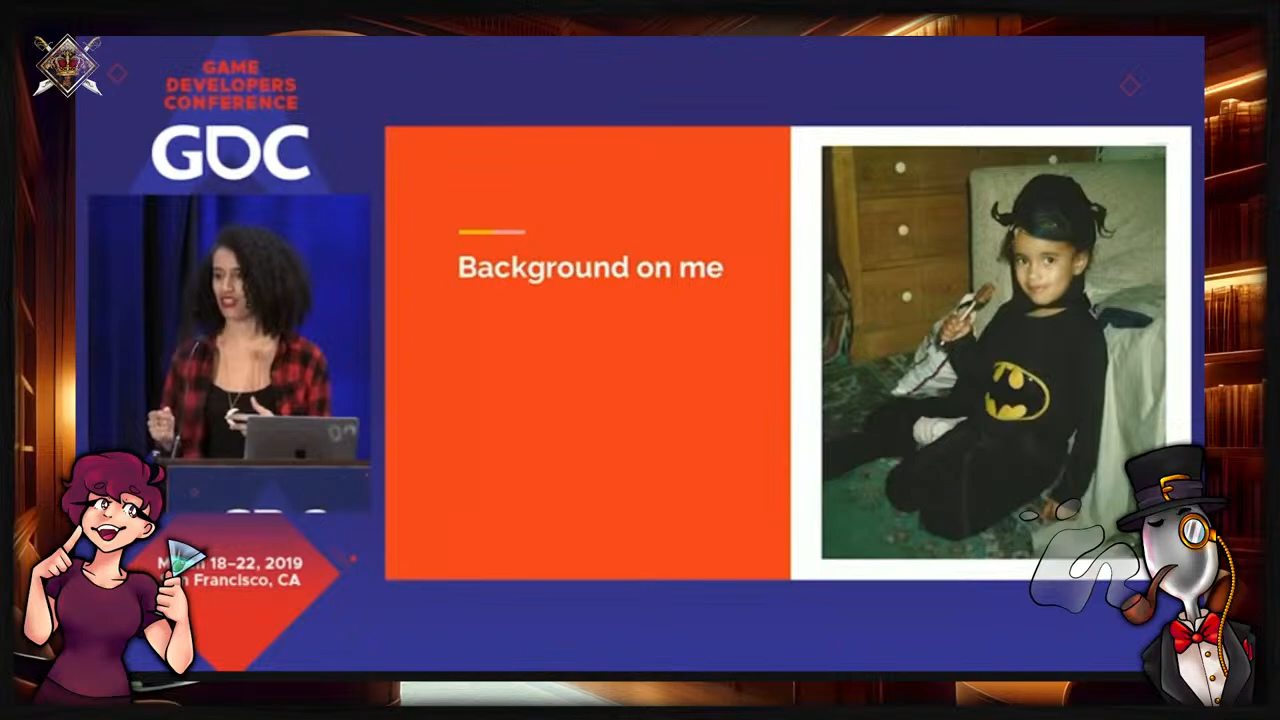 GAME
DEVELOPERS
CONFERENCE
GDC
Background on me
18–22, 2019
Francisco, CA